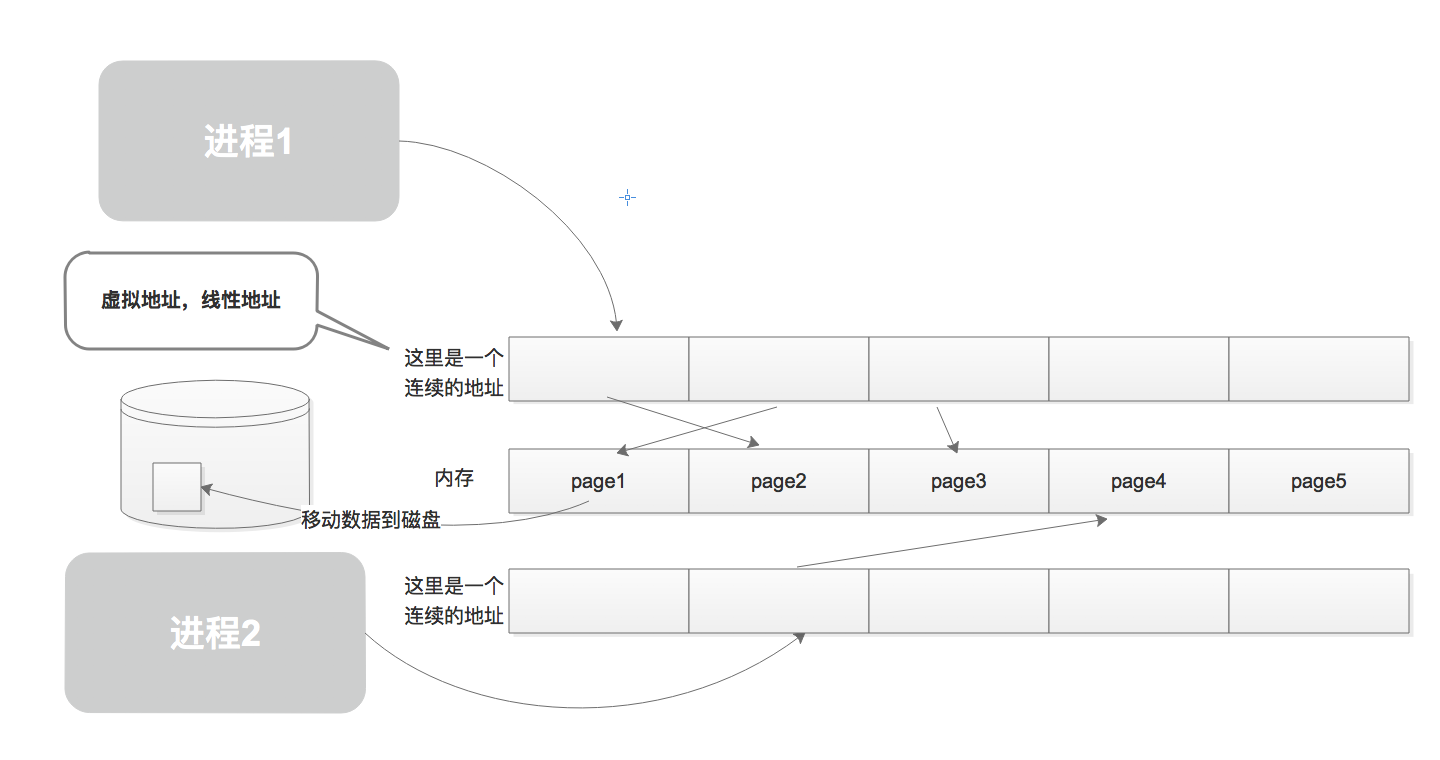 进程1
虚拟地址，线性地址
这里是一个
连续的地址
内存
page1
page2
page3
page4
page5
移动数据到磁盘
这里是一个
连续的地址
进程2